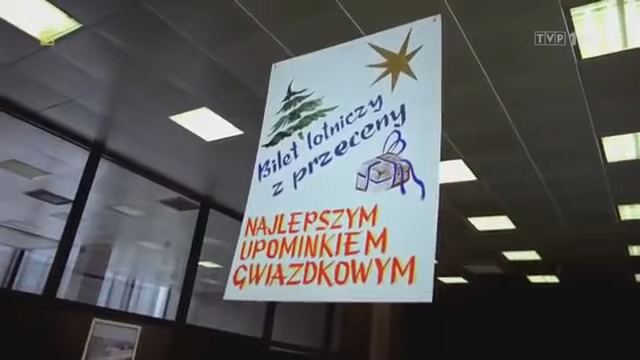 TVP
Bilet lotniczy
z przeceny
NAJLEPSZYM
UPOMINKIEM
GWIAZDKOWYM